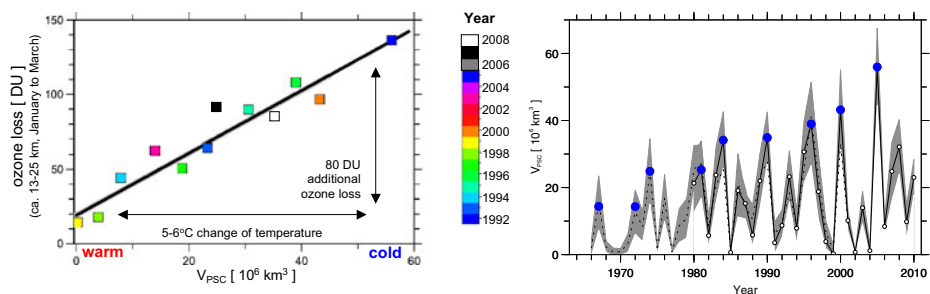 150
100
50
0
ozone loss [ DU ]
(ca. 13-25 km, January to March)
80 DU
additional
ozone loss
5-6°C change of temperature
0 20 40 60
warm
cold
V_PSC [ 10^6 km^3 ]
Year
2008
2006
2004
2002
2000
1998
1996
1994
1992
60
40
20
0
V_PSC [10^6 km^3]
1970 1980 1990 2000 2010
Year